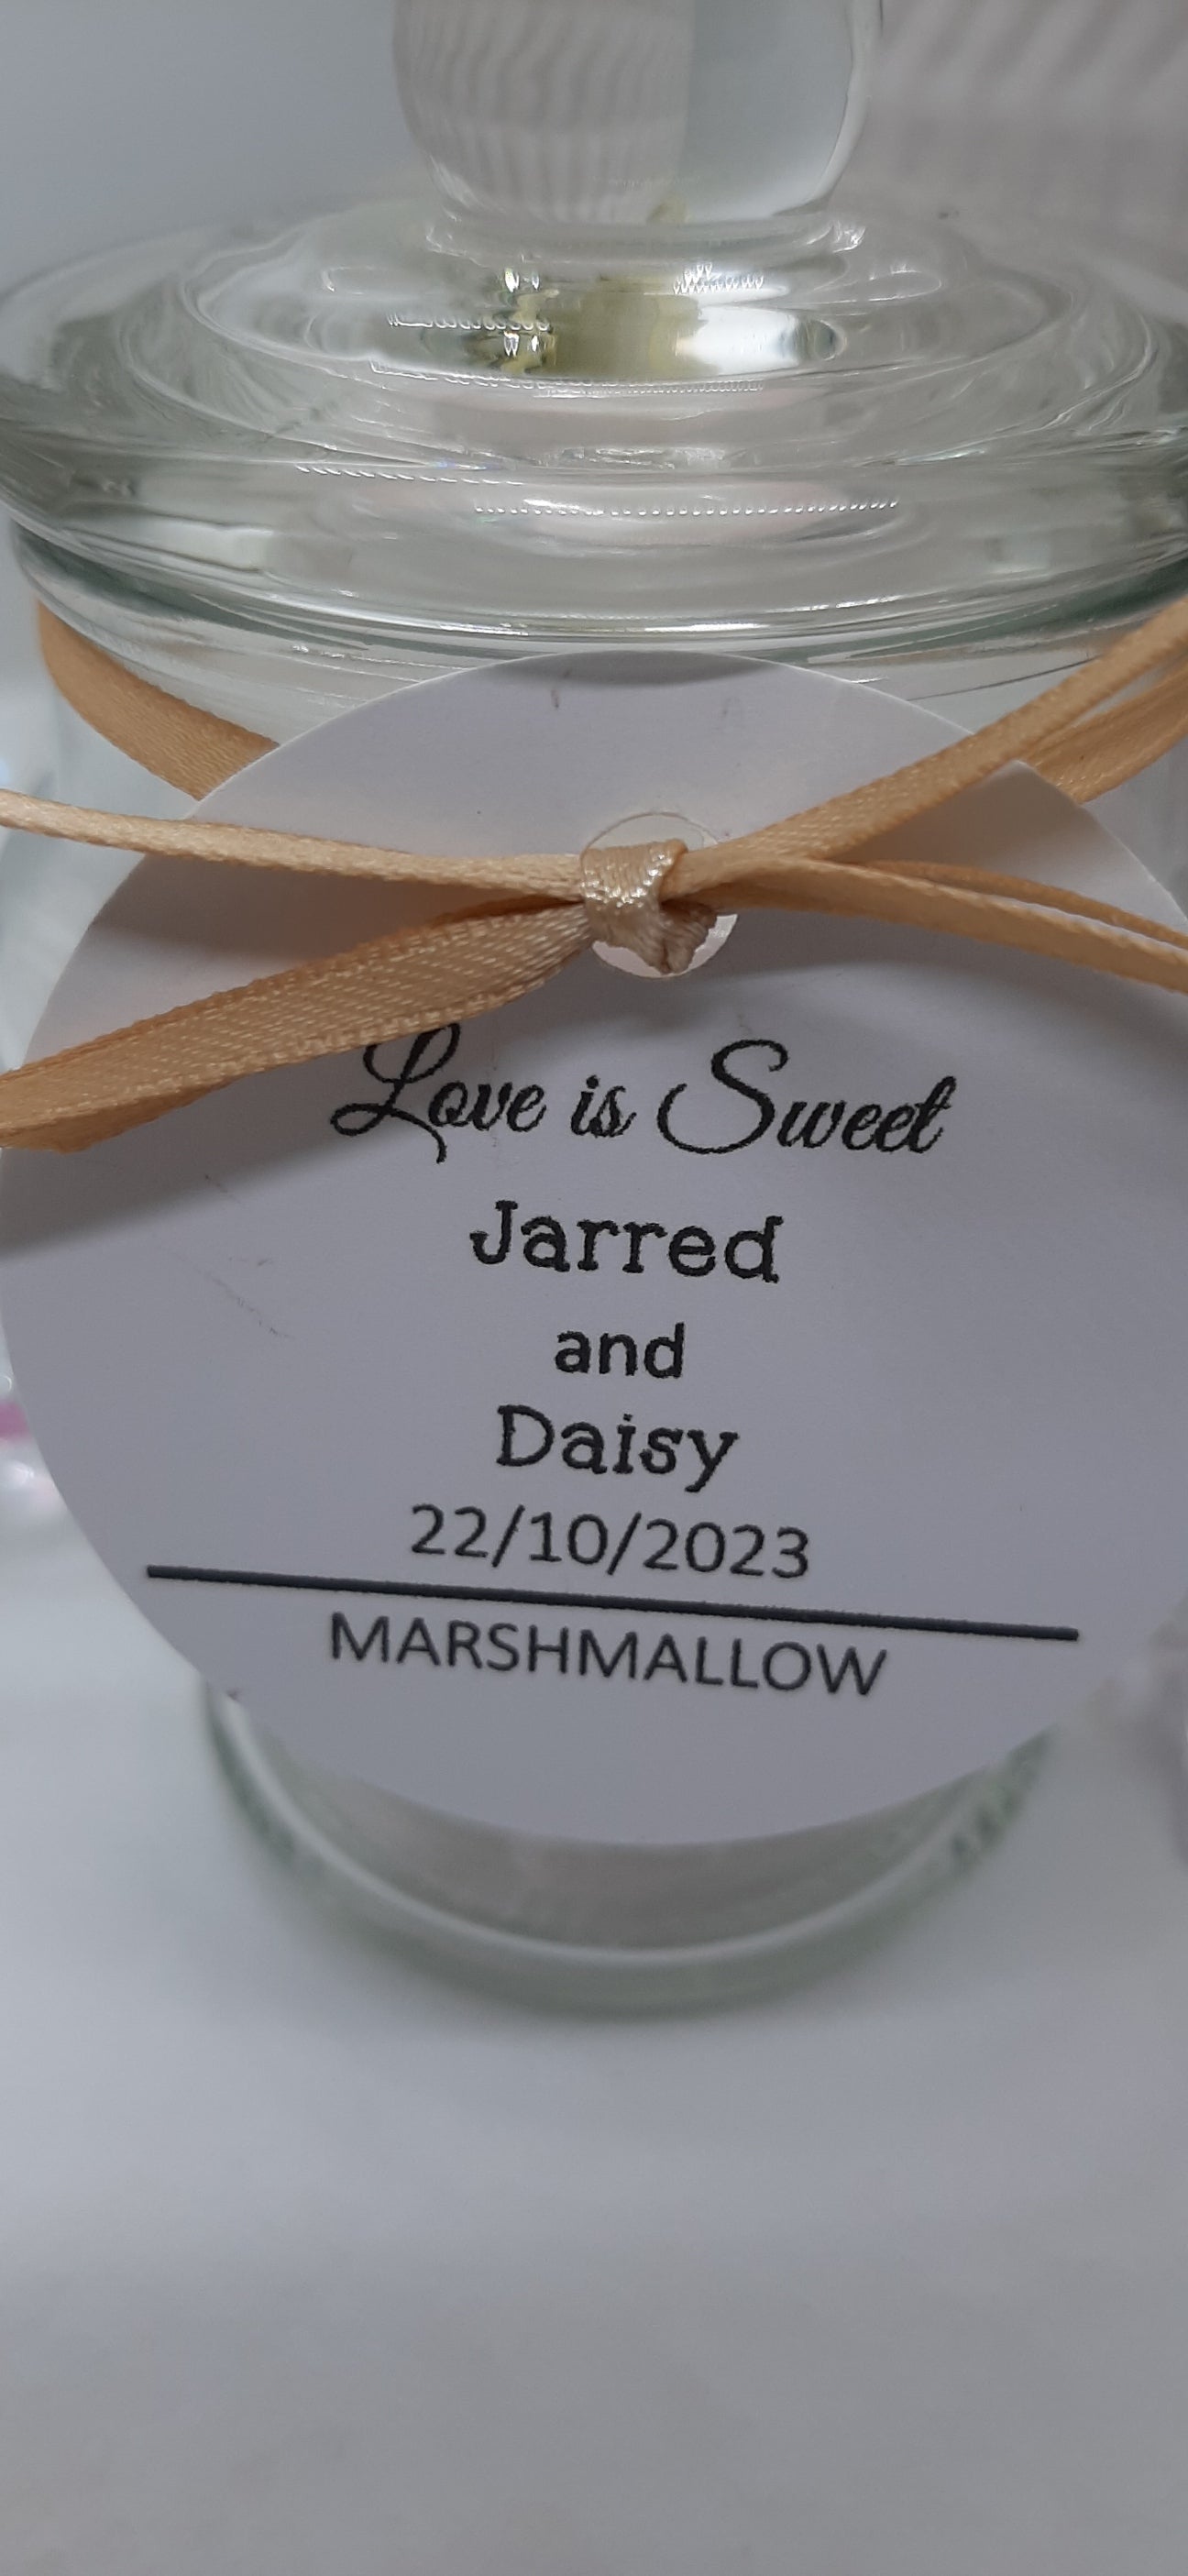 Love is Sweet
Jarred
and
Daisy
22/10/2023
MARSHMALLOW